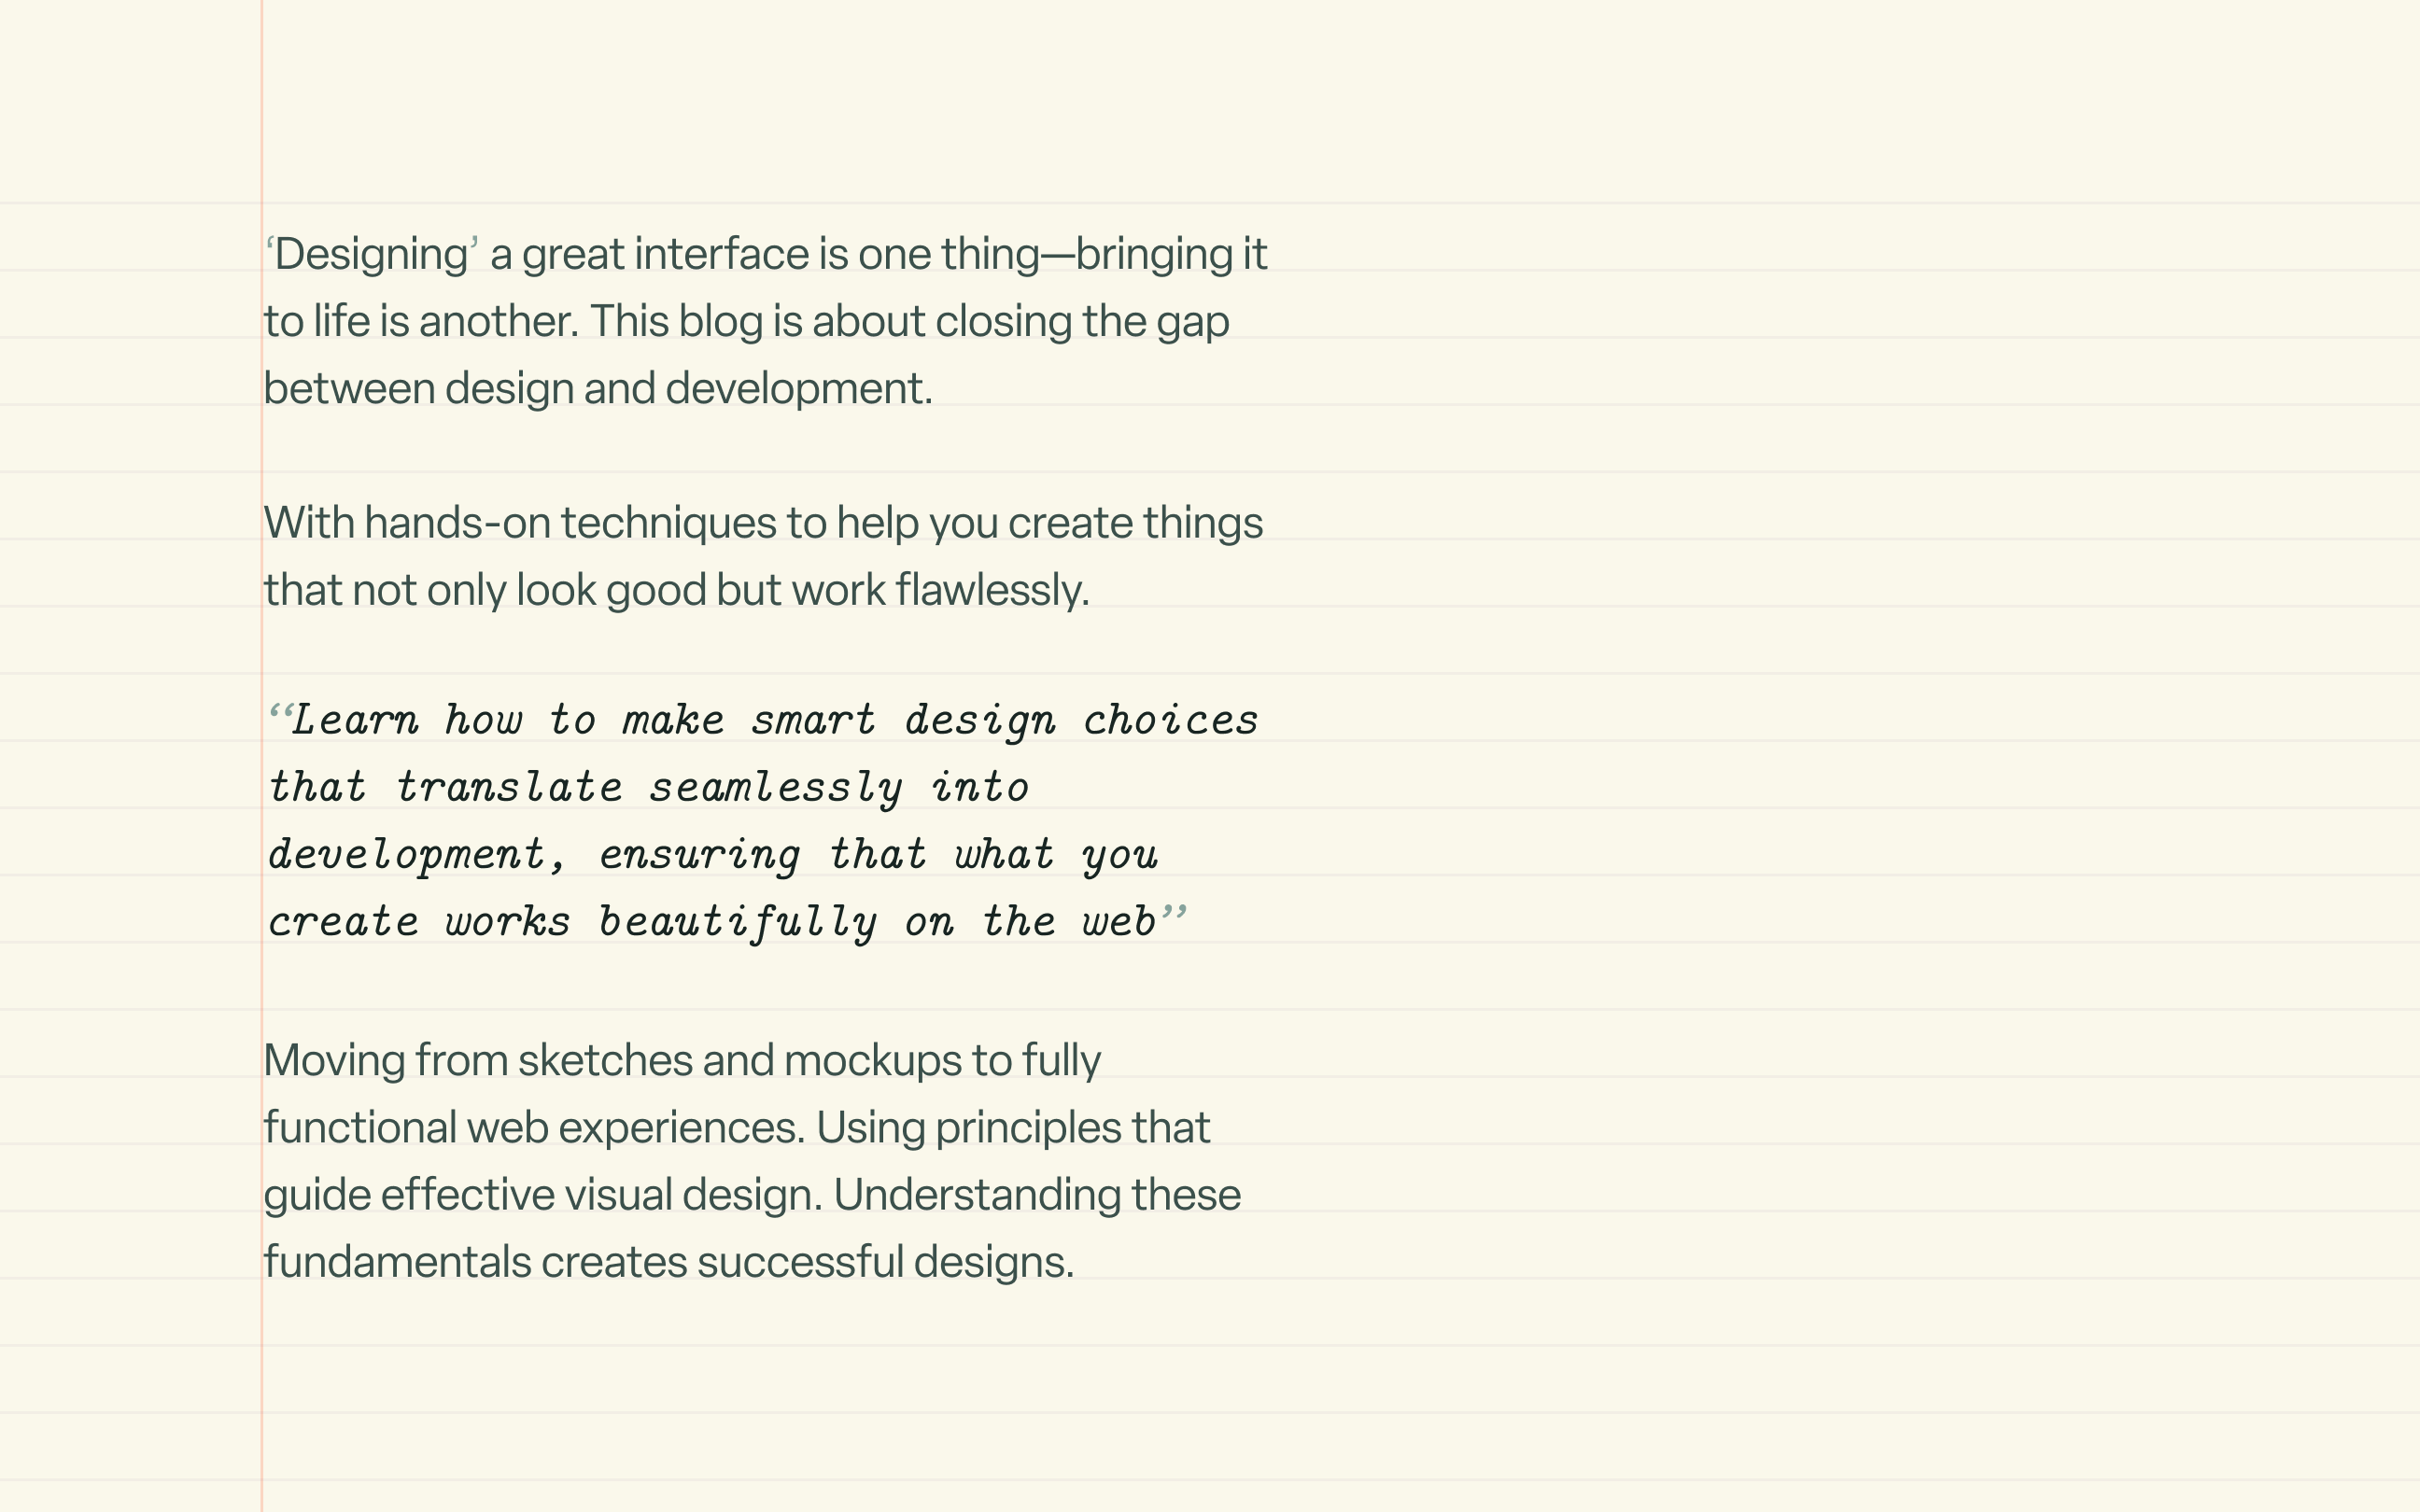 ‘Designing’ a great interface is one thing—bringing it
to life is another. This blog is about closing the gap
between design and development.
With hands-on techniques to help you create things
that not only look good but work flawlessly.
“Learn how to make smart design choices
that translate seamlessly into
development, ensuring that what you
create works beautifully on the web”
Moving from sketches and mockups to fully
functional web experiences. Using principles that
guide effective visual design. Understanding these
fundamentals creates successful designs.